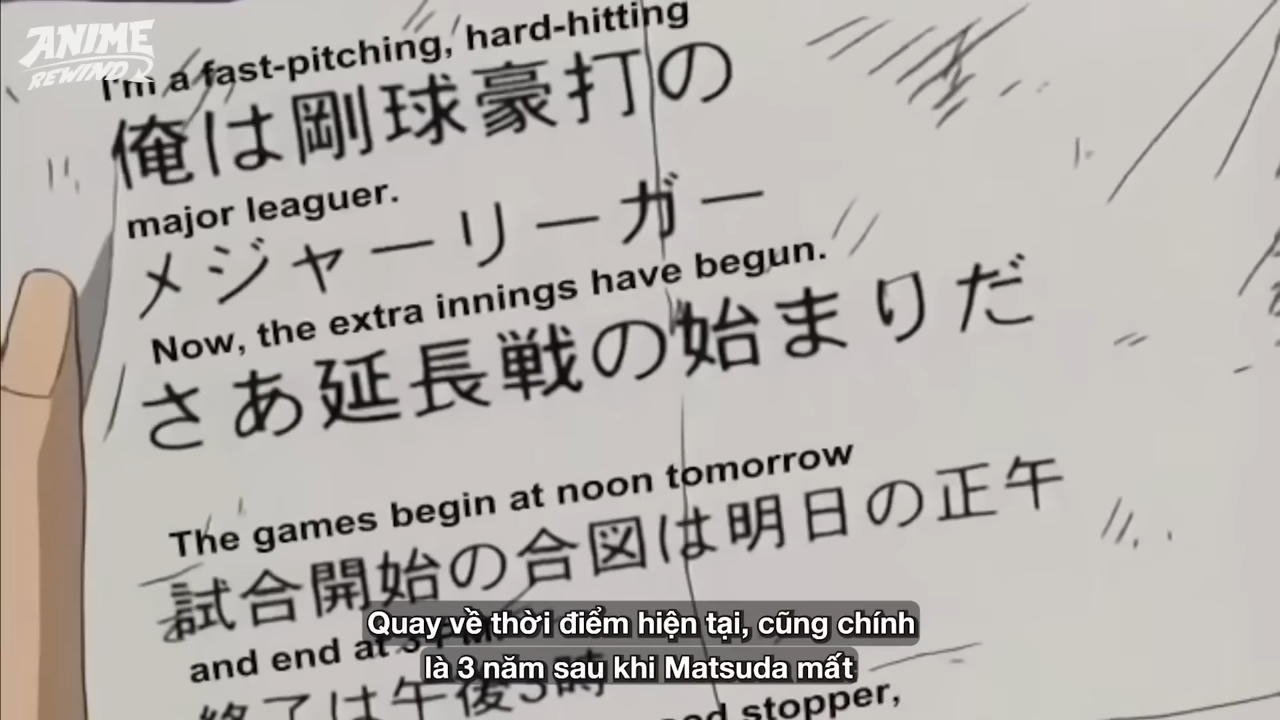 ANIME
REWIND
I'm a fast-pitching, hard-hitting
俺は剛球豪打の
major leaguer.
メジャーリーガー
Now, the extra innings have begun.
さあ延長戦の始まりだ
The games begin at noon tomorrow
試合開始の合図は明日の正午
and end at 3 PM.
終了は午後3時
stopper,
Quay về thời điểm hiện tại, cũng chính
là 3 năm sau khi Matsuda mất